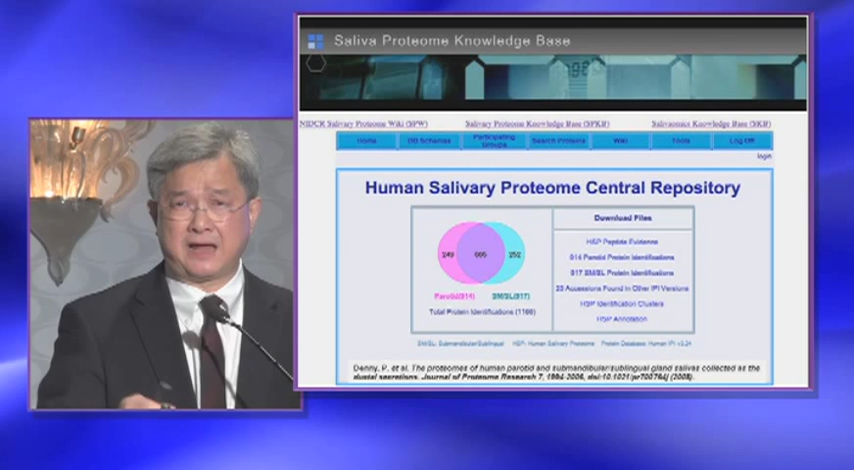 Saliva Proteome Knowledge Base
NIDCR Salivary Proteome Wiki (SPW) Salivary Proteome Knowledge Base (SPKB) Salivaomics Knowledge Base (SKB)
Home DB Schemas Participating Groups Search Proteins Wiki Tools Log Off
login
Human Salivary Proteome Central Repository
Download Files
249 665 252
HSP Peptide Evidence
914 Parotid Protein Identifications
917 SM/SL Protein Identifications
23 Accessions Found in Other IPI Versions
Parotid(914) SM/SL(917)
HSP Identification Clusters
Total Protein Identifications (1166)
HSP Annotation
SM/SL: Submandibular/Sublingual HSP: Human Salivary Proteome Protein Database: Human IPI v3.24
Denny, P. et al. The proteomes of human parotid and submandibular/sublingual gland salivas collected as the
ductal secretions. Journal of Proteome Research 7, 1994-2006, doi:10.1021/pr700764j (2008).